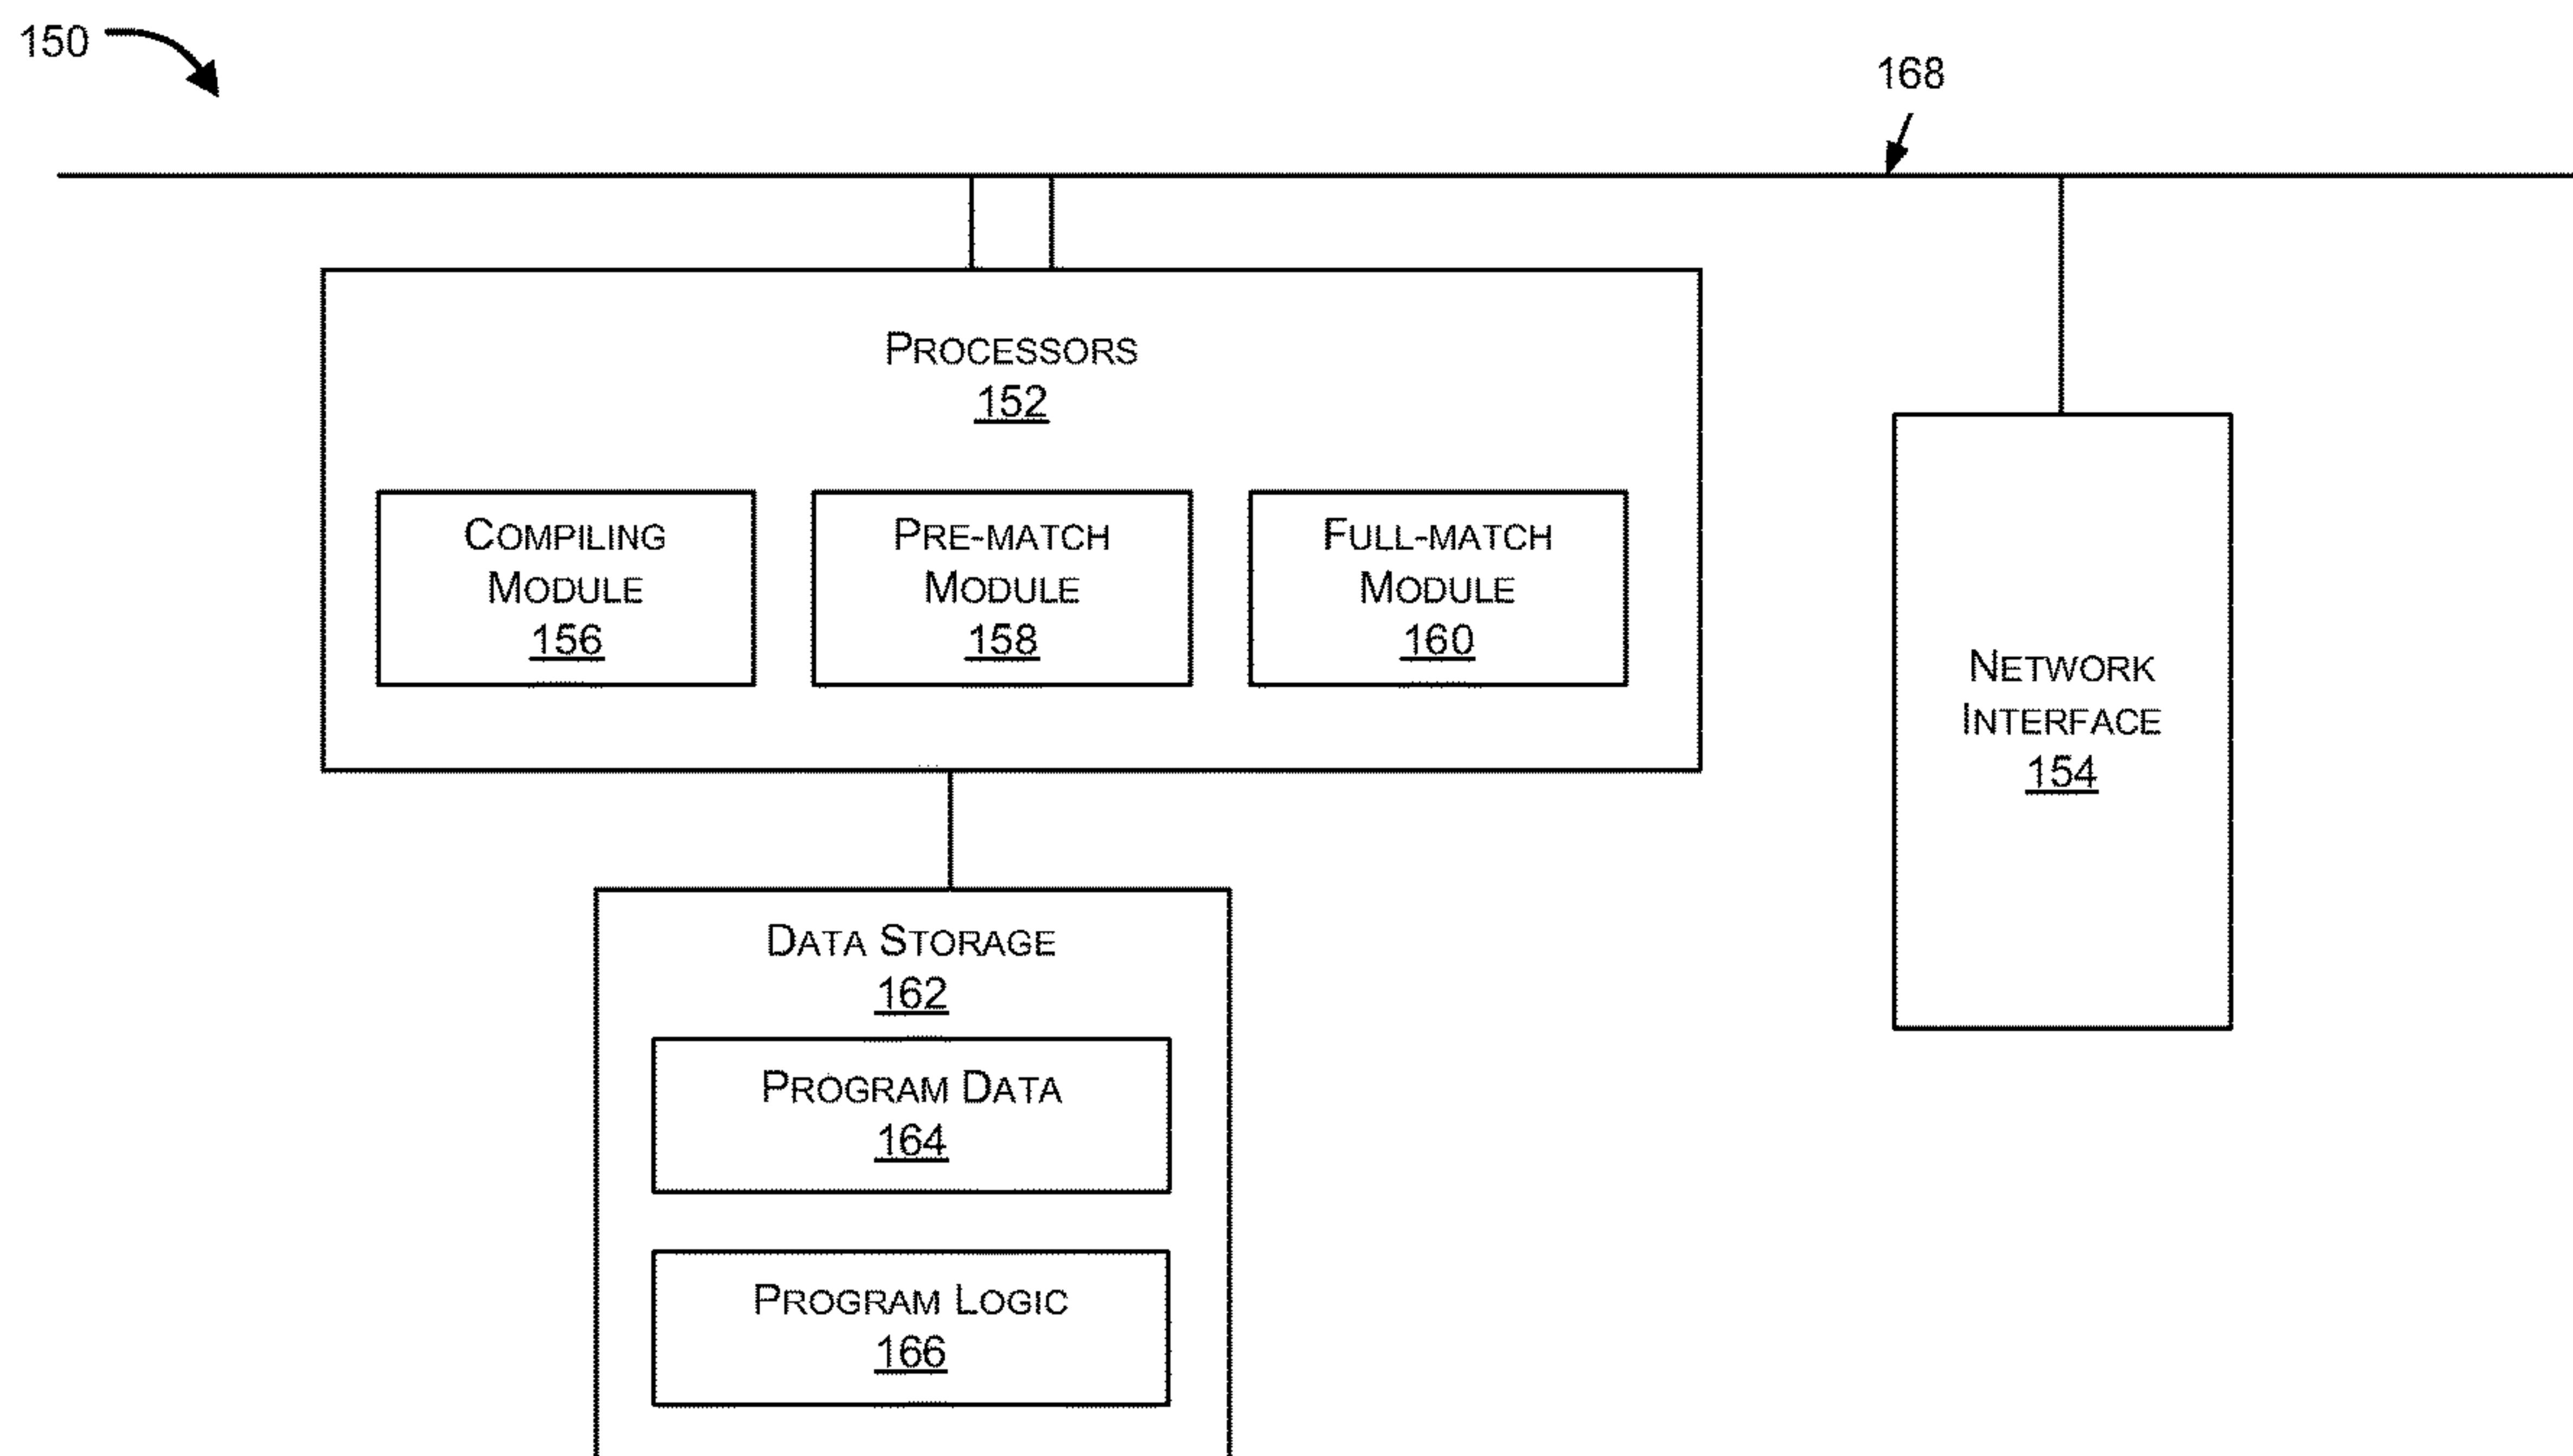 150
168
PROCESSORS
152
COMPILING
MODULE
156
PRE-MATCH
MODULE
158
FULL-MATCH
MODULE
160
NETWORK
INTERFACE
154
DATA STORAGE
162
PROGRAM DATA
164
PROGRAM LOGIC
166